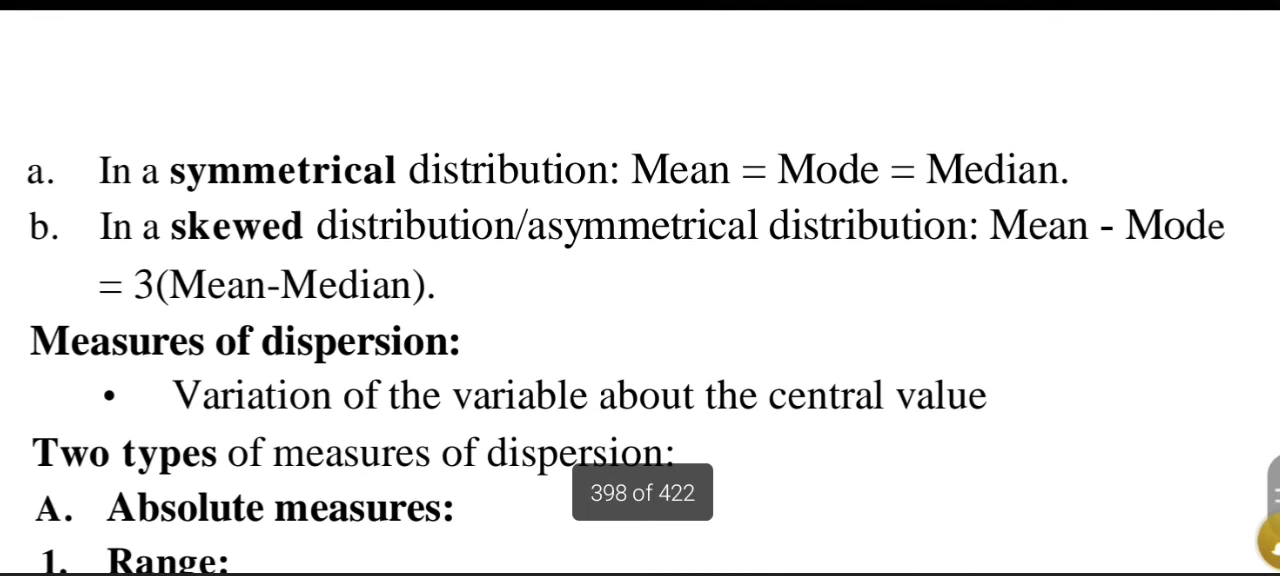 a. In a symmetrical distribution: Mean = Mode = Median.
b. In a skewed distribution/asymmetrical distribution: Mean - Mode
= 3(Mean-Median).
Measures of dispersion:
• Variation of the variable about the central value
Two types of measures of dispersion:
398 of 422
A. Absolute measures:
1. Range: